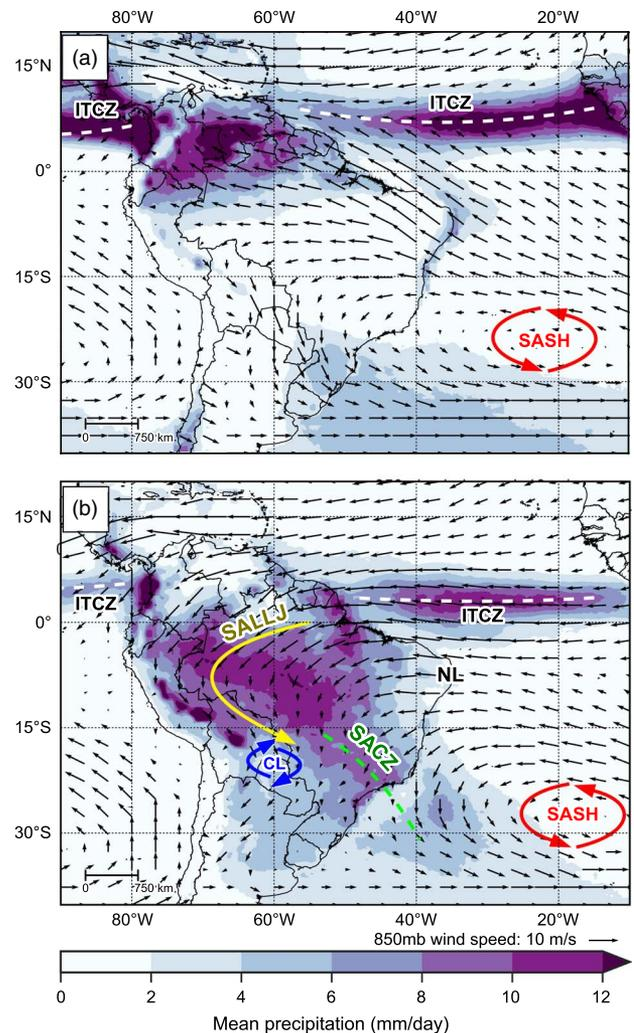 80°W 60°W 40°W 20°W
(a)
15°N
ITCZ
ITCZ
0°
15°S
SASH
30°S
0 750 km
(b)
15°N
ITCZ
ITCZ
0°
SALLJ
NL
15°S
SACZ
CL
SASH
30°S
0 750 km
80°W 60°W 40°W 20°W
850mb wind speed: 10 m/s
0 2 4 6 8 10 12
Mean precipitation (mm/day)